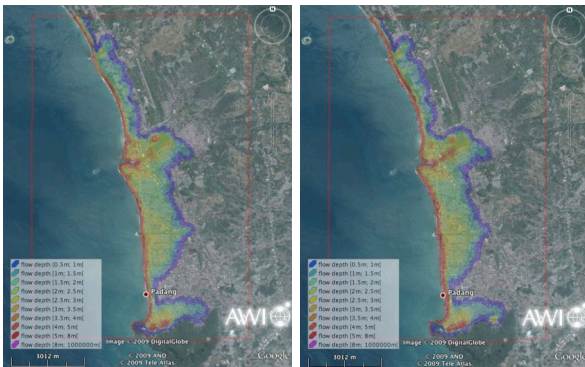 N
flow depth [0.5m; 1m[
flow depth [1m; 1.5m[
flow depth [1.5m; 2m[
flow depth [2m; 2.5m[
flow depth [2.5m; 3m[
flow depth [3m; 3.5m[
flow depth [3.5m; 4m[
flow depth [4m; 5m[
flow depth [5m; 8m[
flow depth [8m; 1000000m[
Padang
AWI
Image © 2009 DigitalGlobe
© 2009 AND
© 2009 Tele Atlas
3012 m
Google
N
flow depth [0.5m; 1m[
flow depth [1m; 1.5m[
flow depth [1.5m; 2m[
flow depth [2m; 2.5m[
flow depth [2.5m; 3m[
flow depth [3m; 3.5m[
flow depth [3.5m; 4m[
flow depth [4m; 5m[
flow depth [5m; 8m[
flow depth [8m; 1000000m[
Padang
AWI
Image © 2009 DigitalGlobe
© 2009 AND
© 2009 Tele Atlas
3012 m
Google